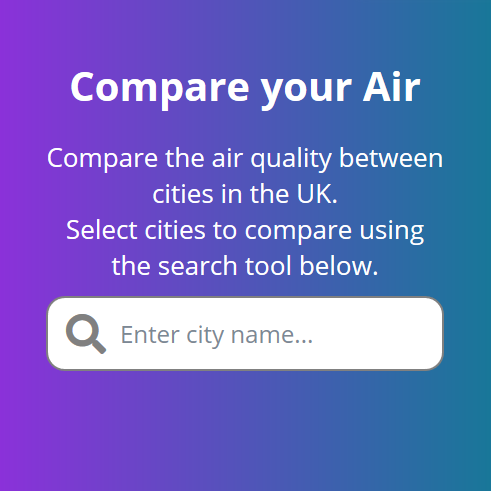 Compare your Air
Compare the air quality between
cities in the UK.
Select cities to compare using
the search tool below.
Enter city name...